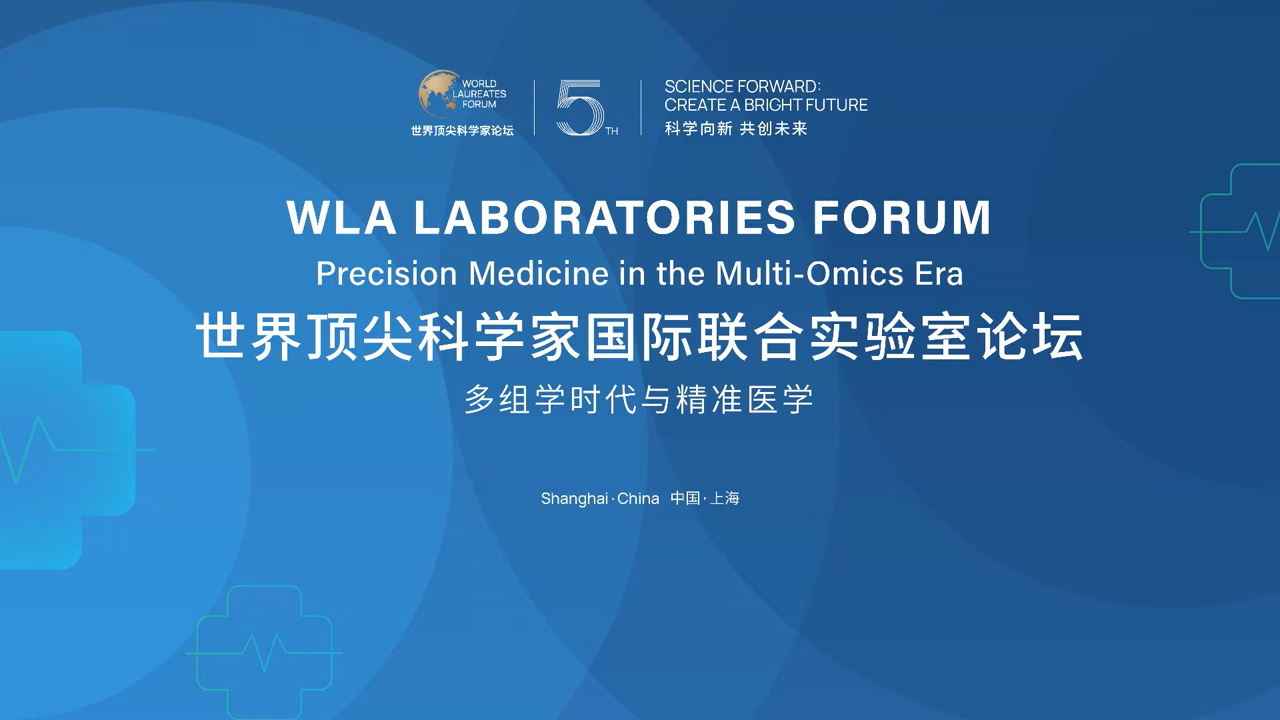 WORLD
LAUREATES
FORUM
世界顶尖科学家论坛
5TH
SCIENCE FORWARD:
CREATE A BRIGHT FUTURE
科学向新 共创未来
WLA LABORATORIES FORUM
Precision Medicine in the Multi-Omics Era
世界顶尖科学家国际联合实验室论坛
多组学时代与精准医学
Shanghai·China 中国·上海